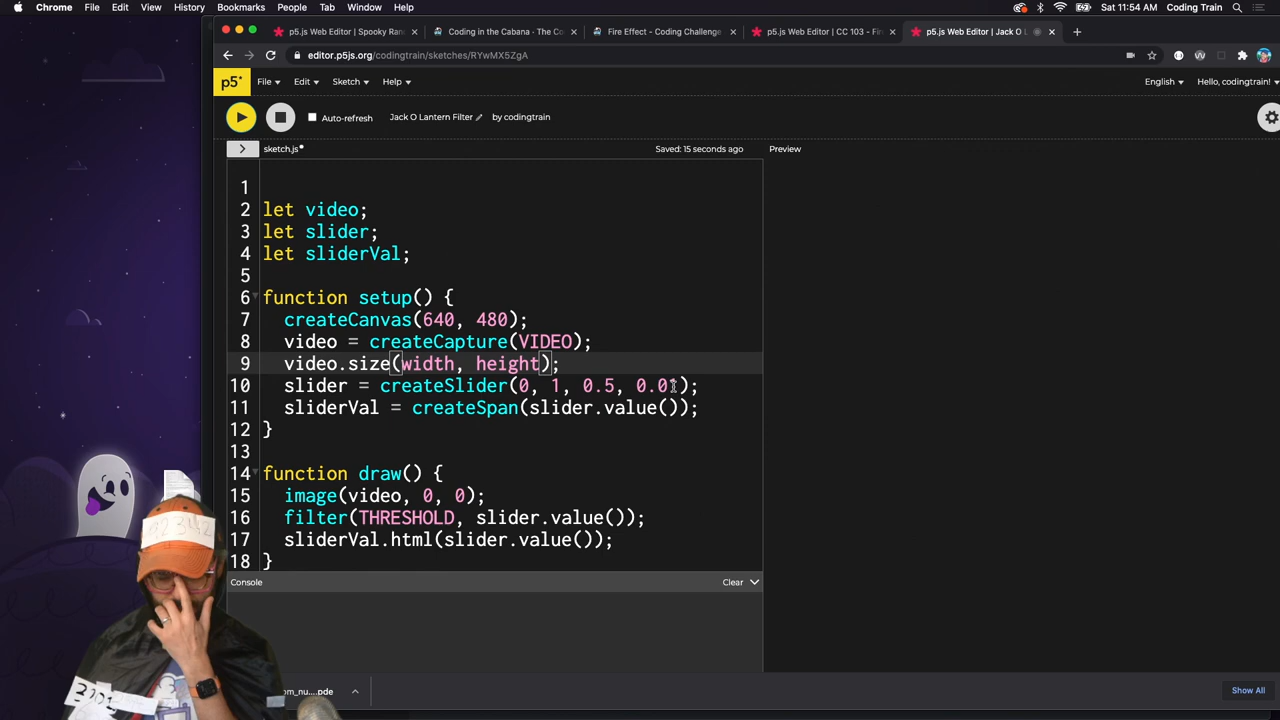 Chrome File Edit View History Bookmarks People Tab Window Help
Sat 11:54 AM
p5.js Web Editor | Spooky Ran
Coding in the Cabana - The Co
Fire Effect - Coding Challenge
p5.js Web Editor | CC 103 - Fi
p5.js Web Editor | Jack O L
editor.p5js.org/codingtrain/sketches/RYwMX5ZgA
p5* File Edit Sketch Help
English Hello, codingtrain!
Auto-refresh Jack O Lantern Filter by codingtrain
sketch.js Saved: 15 seconds ago Preview
1
2 let video;
3 let slider;
4 let sliderVal;
5
6 function setup() {
7 createCanvas(640, 480);
8 video = createCapture(VIDEO);
9 video.size(width, height);
10 slider = createSlider(0, 1, 0.5, 0.01);
11 sliderVal = createSpan(slider.value());
12 }
13
14 function draw() {
15 image(video, 0, 0);
16 filter(THRESHOLD, slider.value());
17 sliderVal.html(slider.value());
18 }
Console Clear
Show All